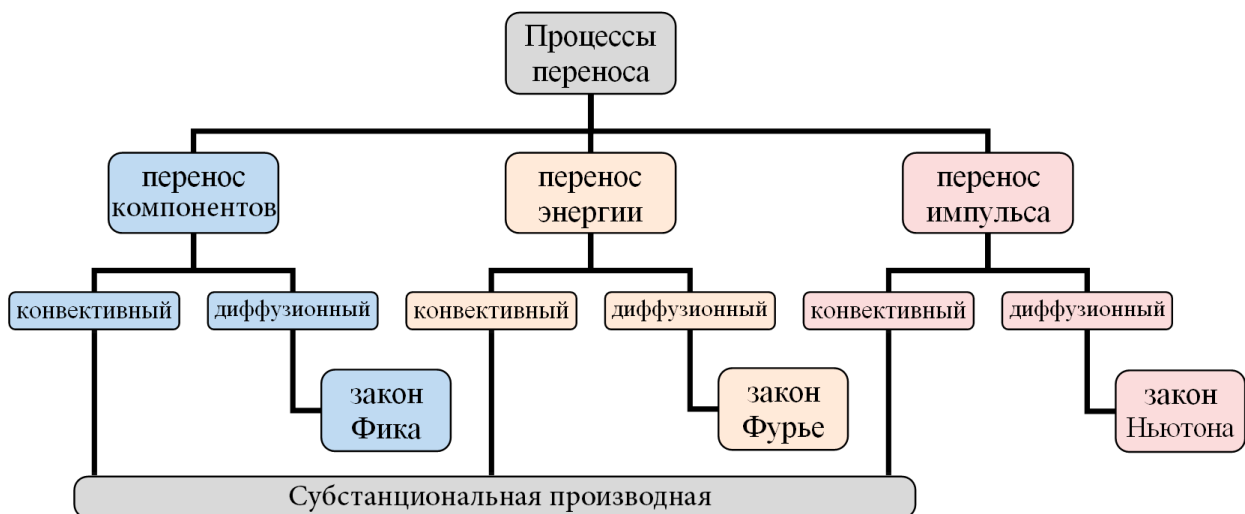 Процессы
переноса
перенос
компонентов
перенос
энергии
перенос
импульса
конвективный
диффузионный
конвективный
диффузионный
конвективный
диффузионный
закон
Фика
закон
Фурье
закон
Ньютона
Субстанциональная производная